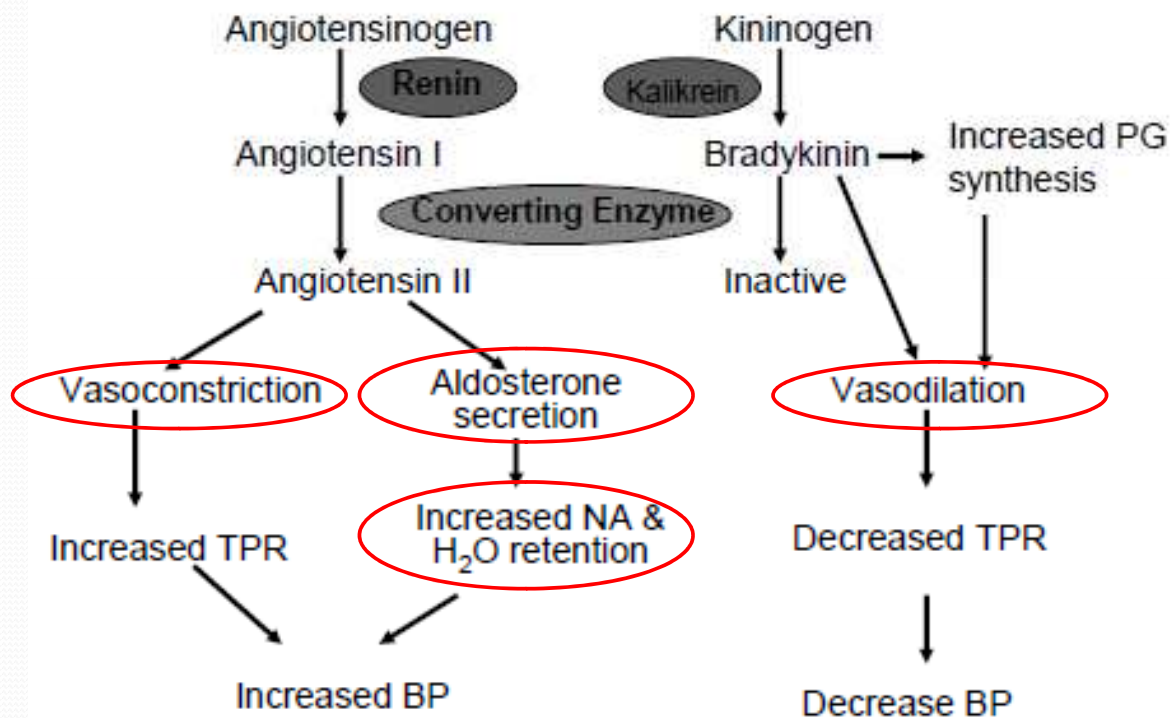 Angiotensinogen
Kininogen
Renin
Kalikrein
Angiotensin I
Bradykinin
Increased PG
synthesis
Converting Enzyme
Angiotensin II
Inactive
Vasoconstriction
Aldosterone
secretion
Vasodilation
Increased TPR
Increased NA &
H₂O retention
Decreased TPR
Increased BP
Decrease BP